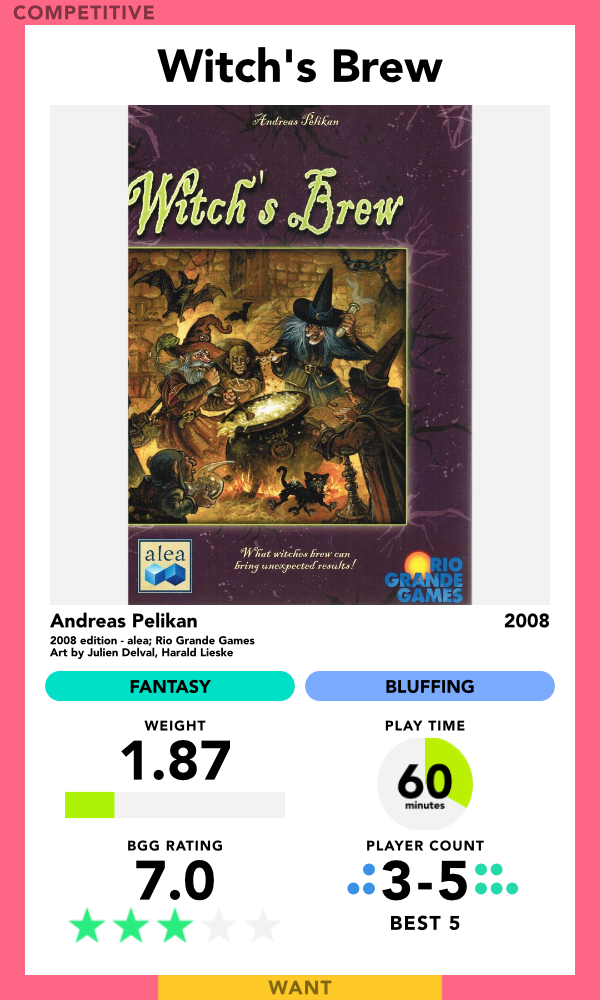 COMPETITIVE
Witch's Brew
Andreas Pelikan
Witch's Brew
alea
What witches brew can
bring unexpected results!
RIO
GRANDE
GAMES
Andreas Pelikan
2008
2008 edition - alea; Rio Grande Games
Art by Julien Delval, Harald Lieske
FANTASY
BLUFFING
WEIGHT
1.87
PLAY TIME
60
minutes
BGG RATING
7.0
PLAYER COUNT
3-5
BEST 5
WANT